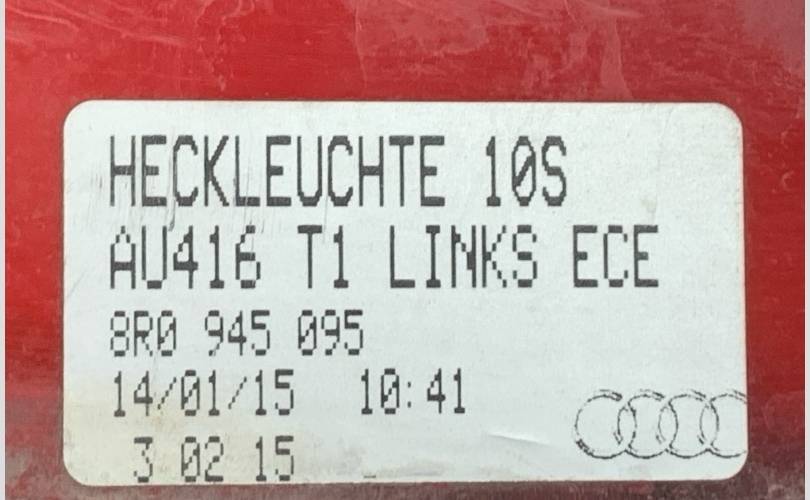 HECKLEUCHTE 10S
AU416 T1 LINKS ECE
8R0 945 095
14/01/15 10:41
3 02 15